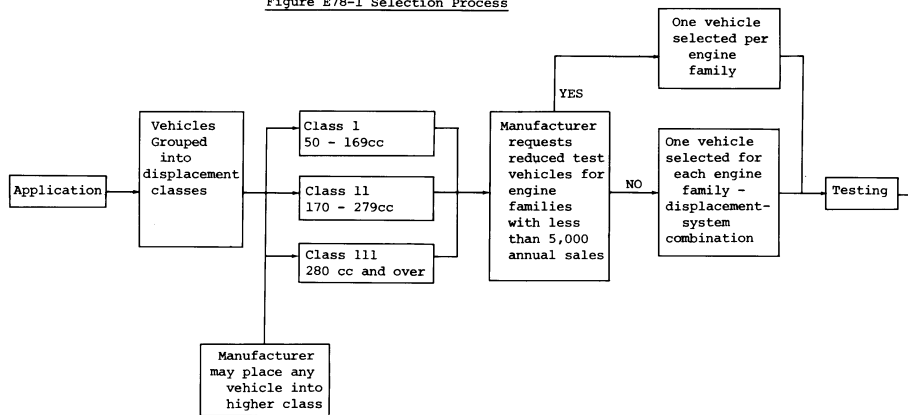 Figure E78-1 Selection Process
Application
Vehicles
Grouped
into
displacement
classes
Class l
50 - 169cc
Class ll
170 - 279cc
Class lll
280 cc and over
Manufacturer
may place any
vehicle into
higher class
Manufacturer
requests
reduced test
vehicles for
engine
families
with less
than 5,000
annual sales
YES
One vehicle
selected per
engine
family
NO
One vehicle
selected for
each engine
family -
displacement-
system
combination
Testing